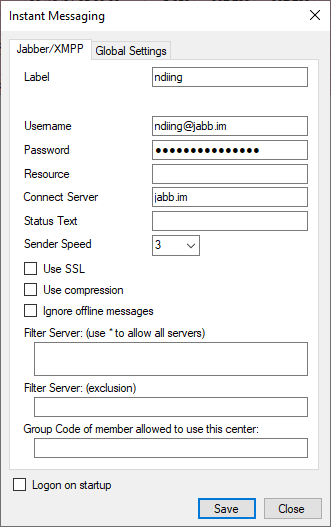 Instant Messaging
Jabber/XMPP Global Settings
Label ndiing
Username ndiing@jabb.im
Password ●●●●●●●●●●●●●●●
Resource
Connect Server jabb.im
Status Text
Sender Speed 3
Use SSL
Use compression
Ignore offline messages
Filter Server: (use * to allow all servers)
Filter Server: (exclusion)
Group Code of member allowed to use this center:
Logon on startup
Save Close